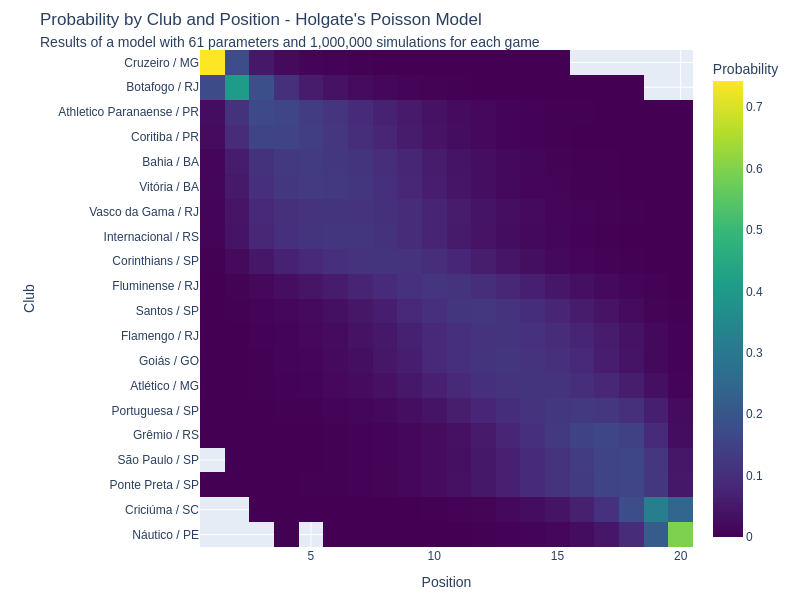 Probability by Club and Position - Holgate's Poisson Model
Results of a model with 61 parameters and 1,000,000 simulations for each game
Probability
Cruzeiro / MG
Botafogo / RJ
Athletico Paranaense / PR
Coritiba / PR
Bahia / BA
Vitória / BA
Vasco da Gama / RJ
Internacional / RS
Corinthians / SP
Fluminense / RJ
Santos / SP
Flamengo / RJ
Goiás / GO
Atlético / MG
Portuguesa / SP
Grêmio / RS
São Paulo / SP
Ponte Preta / SP
Criciúma / SC
Náutico / PE
Club
0.7
0.6
0.5
0.4
0.3
0.2
0.1
0
5
10
15
20
Position